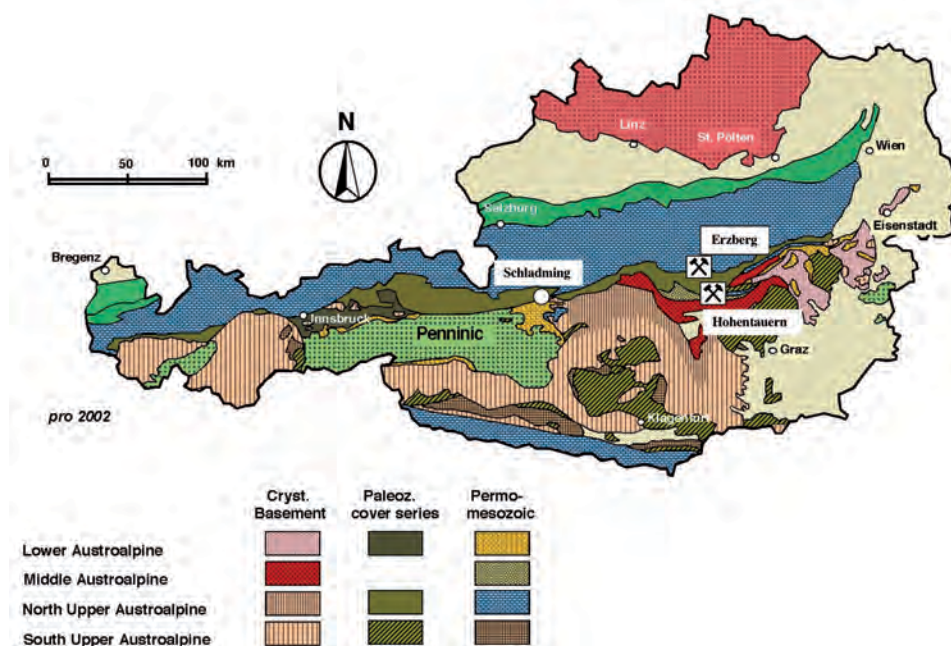 Linz
St. Pölten
N
0 50 100 km
Wien
Salzburg
Eisenstadt
Erzberg
Bregenz
Schladming
Innsbruck
Hohentauern
Penninic
Graz
pro 2002
Klagenfurt
Cryst. Basement
Paleoz. cover series
Permo- mesozoic
Lower Austroalpine
Middle Austroalpine
North Upper Austroalpine
South Upper Austroalpine